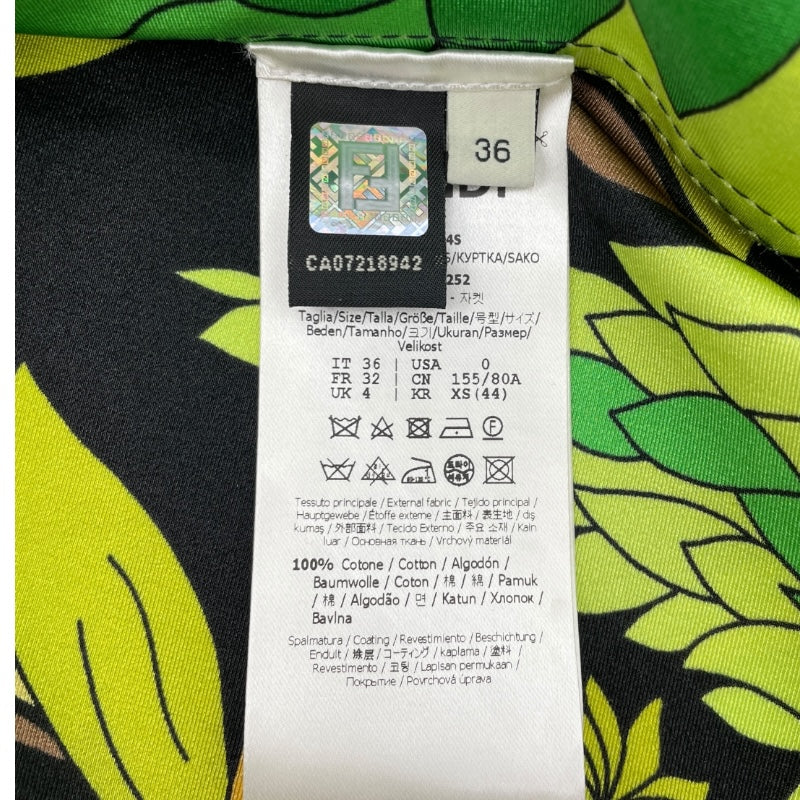 36
CA07218942
4S
/КУРТКА/SAKO
252
- 자켓
Taglia/Size/Talla/Größe/Taille/号型/サイズ/
Beden/Tamanho/크기/Ukuran/Размер/
Velikost
IT 36 | USA 0
FR 32 | CN 155/80A
UK 4 | KR XS(44)
F
드라이
Tessuto principale / External fabric / Tejido principal /
Hauptgewebe / Étoffe externe / 主面料 / 表生地 / dış
kumaş / 外部面料 / Tecido Externo / 주요 소재 / Kain
luar / Основная ткань / Vrchový materiál
100% Cotone / Cotton / Algodón /
Baumwolle / Coton / 棉 / 綿 / Pamuk
/ 棉 / Algodão / 면 / Katun / Хлопок /
Bavlna
Spalmatura / Coating / Revestimiento / Beschichtung /
Enduit / 涂层 / コーティング / kaplama / 塗料 /
Revestimento / 코팅 / Lapisan permukaan /
Покрытие / Povrchová úprava